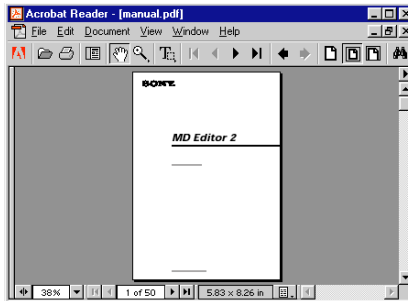 Acrobat Reader - [manual.pdf]
File Edit Document View Window Help
SONY
MD Editor 2
38% 1 of 50 5.83 x 8.26 in